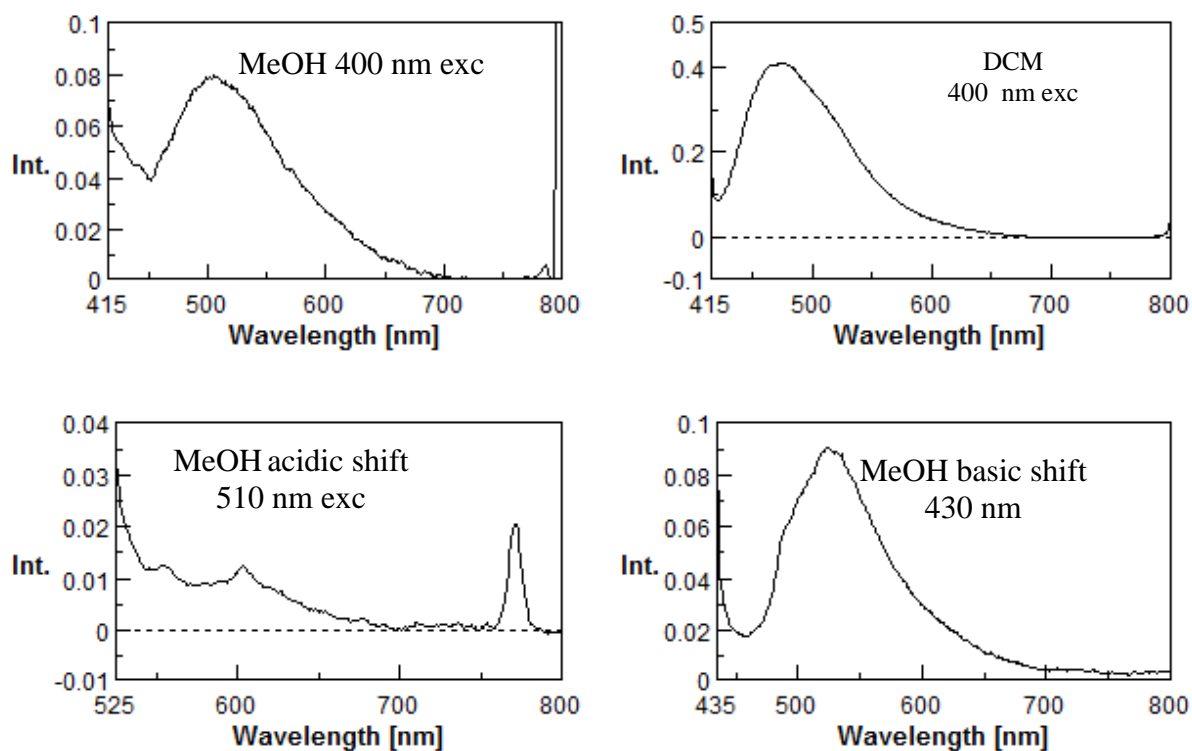 0.1
MeOH 400 nm exc
0.08
0.06
Int.
0.04
0.02
0
415
500
600
700
800
Wavelength [nm]
0.5
DCM
400 nm exc
0.4
0.2
Int.
0
-0.1
415
500
600
700
800
Wavelength [nm]
0.04
MeOH acidic shift
510 nm exc
0.03
0.02
Int.
0.01
0
-0.01
525
600
700
800
Wavelength [nm]
0.1
MeOH basic shift
430 nm
0.08
0.06
Int.
0.04
0.02
0
435
500
600
700
800
Wavelength [nm]